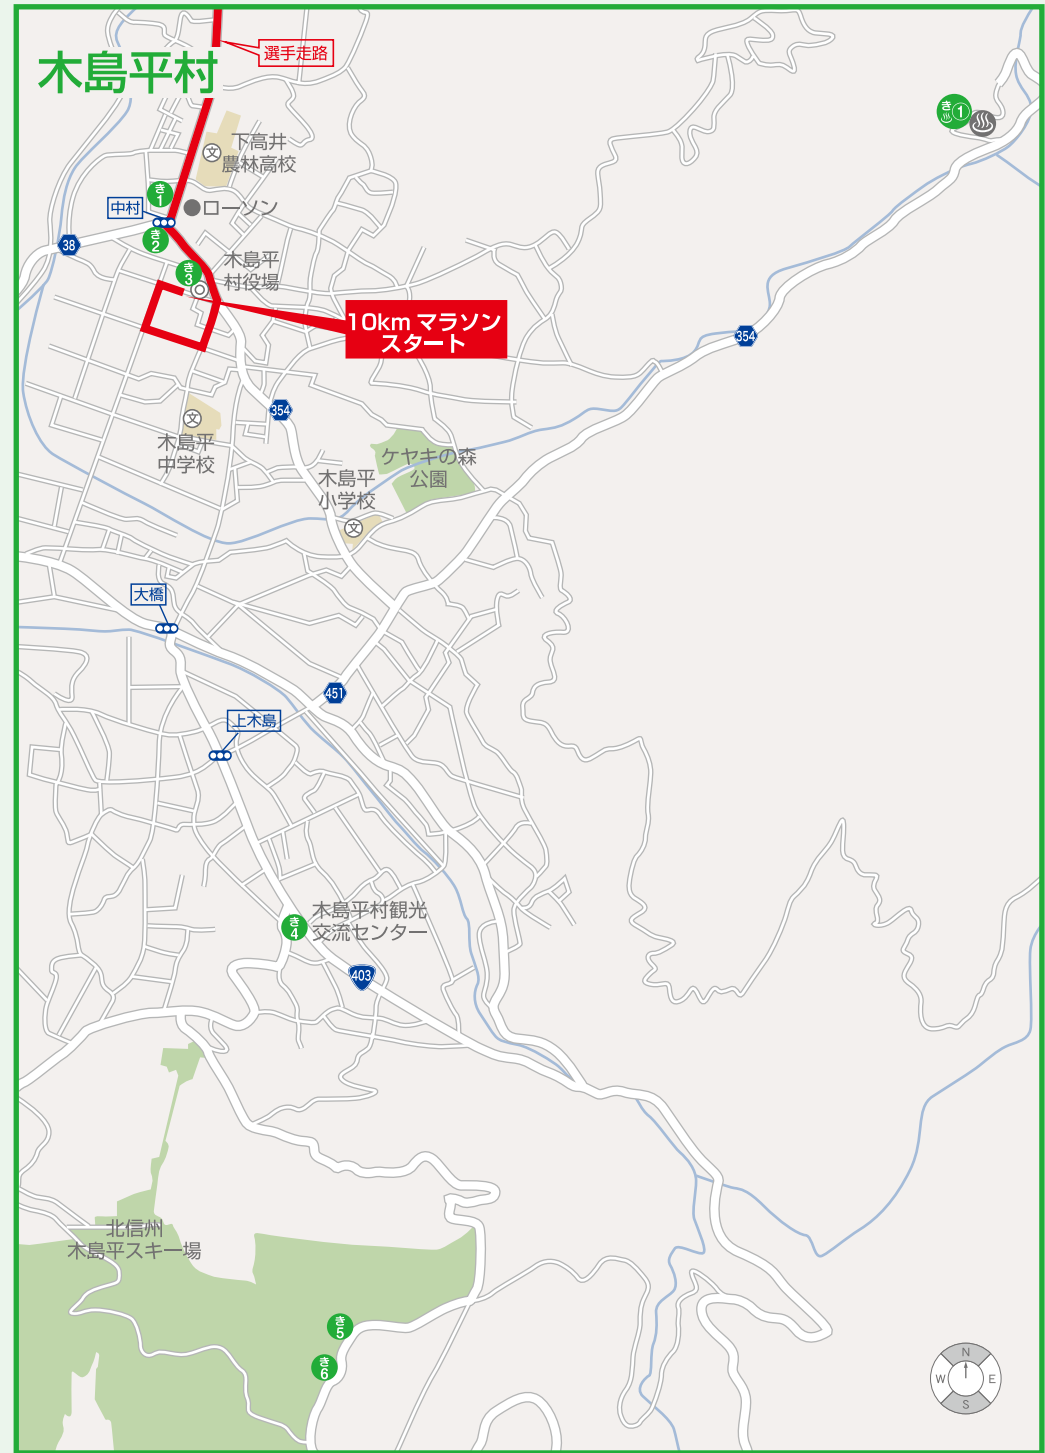 選手走路
木島平村
き
1
下高井
農林高校
文
き
1
中村
ローソン
き
2
38
木島平
村役場
き
3
10km マラソン
スタート
354
354
文
木島平
中学校
ケヤキの森
公園
木島平
小学校
文
大橋
451
上木島
木島平村観光
交流センター
き
4
403
北信州
木島平スキー場
き
5
き
6
N
W
E
S